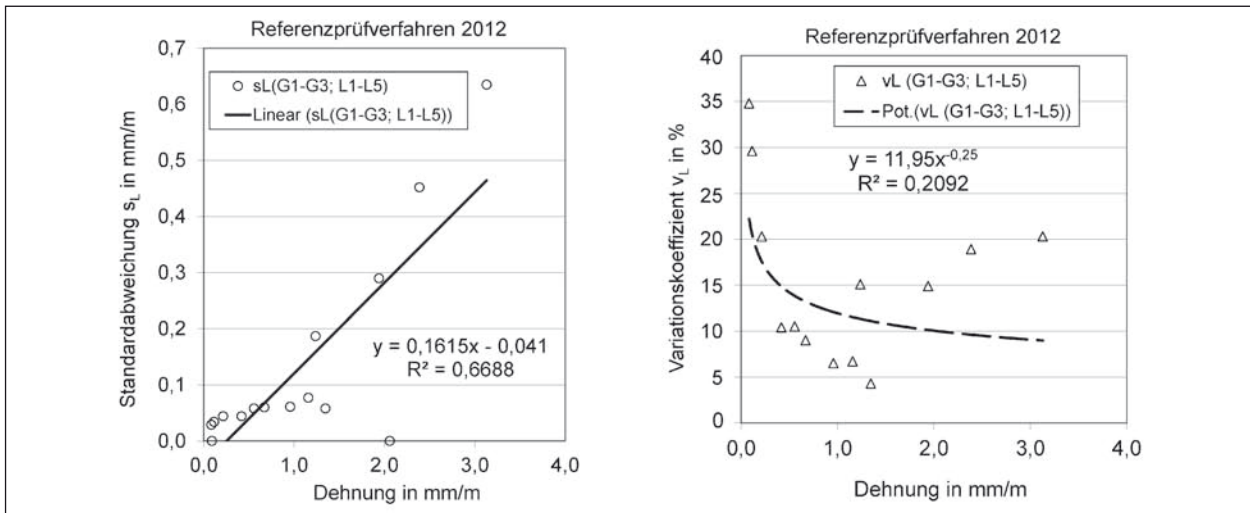 Referenzprüfverfahren 2012
0,7
0,6
0,5
0,4
0,3
0,2
0,1
0,0
Standardabweichung sL in mm/m
sL(G1-G3; L1-L5)
Linear (sL(G1-G3; L1-L5))
y = 0,1615x - 0,041
R² = 0,6688
0,0 1,0 2,0 3,0 4,0
Dehnung in mm/m
Referenzprüfverfahren 2012
40
35
30
25
20
15
10
5
0
Variationskoeffizient vL in %
vL (G1-G3; L1-L5)
Pot.(vL (G1-G3; L1-L5))
y = 11,95x^-0,25
R² = 0,2092
0,0 1,0 2,0 3,0 4,0
Dehnung in mm/m